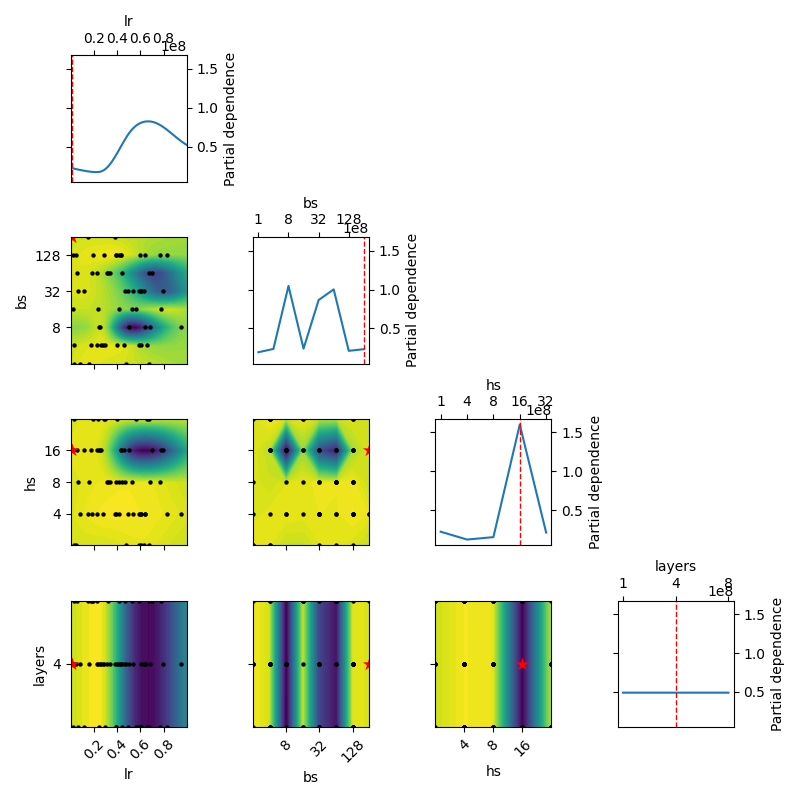 lr
0.2 0.4 0.6 0.8
1e8
1.5
1.0
0.5
Partial dependence
bs
1 8 32 128
1e8
128
32
8
bs
1.5
1.0
0.5
Partial dependence
hs
1 4 8 16 32
1e8
16
8
4
hs
1.5
1.0
0.5
Partial dependence
layers
1 4 8
1e8
4
layers
1.5
1.0
0.5
Partial dependence
0.2 0.4 0.6 0.8
lr
8 32 128
bs
4 8 16
hs